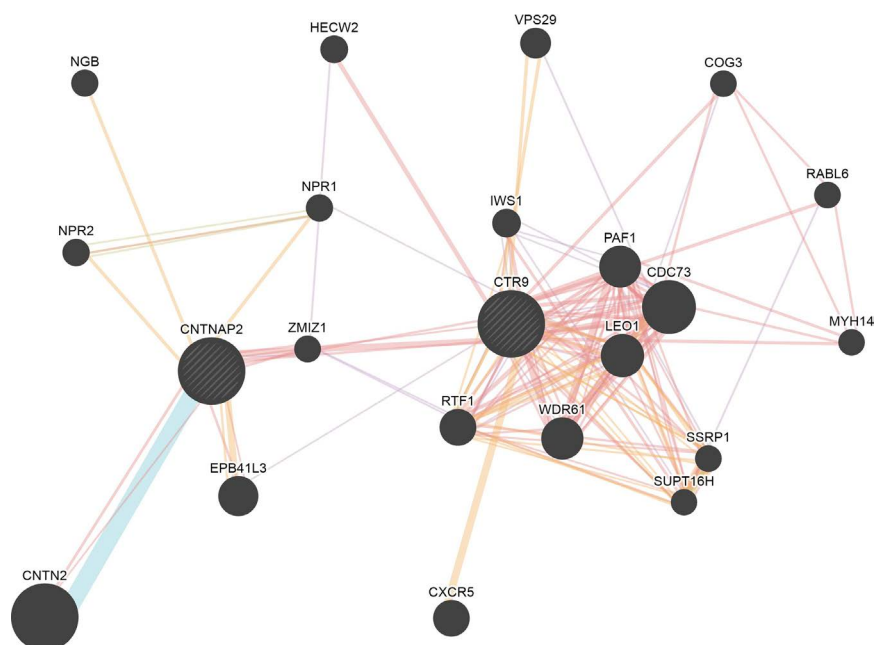 HECW2
VPS29
NGB
COG3
RABL6
NPR1
IWS1
NPR2
PAF1
CDC73
CTR9
MYH14
ZMIZ1
LEO1
CNTNAP2
RTF1
WDR61
SSRP1
EPB41L3
SUPT16H
CNTN2
CXCR5